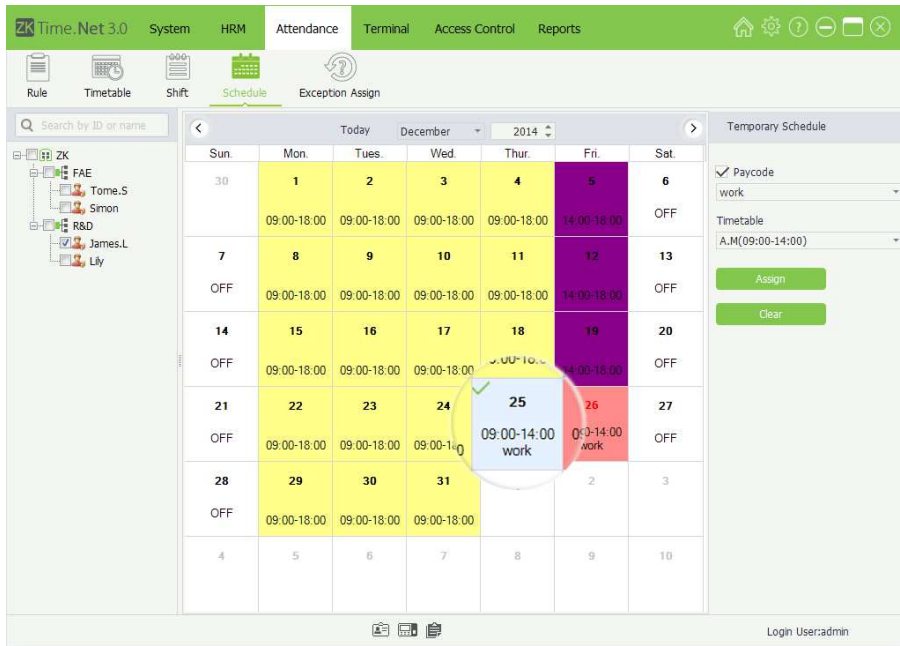 ZK Time.Net 3.0 System HRM Attendance Terminal Access Control Reports
Rule Timetable Shift Schedule Exception Assign
Search by ID or name
ZK
FAE
Tome.S
Simon
R&D
James.L
Lily
Today December 2014
Sun. Mon. Tues. Wed. Thur. Fri. Sat.
30 1 2 3 4 5 6
09:00-18:00 09:00-18:00 09:00-18:00 09:00-18:00 14:00-18:00 OFF
7 8 9 10 11 12 13
OFF 09:00-18:00 09:00-18:00 09:00-18:00 09:00-18:00 14:00-18:00 OFF
14 15 16 17 18 19 20
OFF 09:00-18:00 09:00-18:00 09:00-18:00 14:00-18:00 OFF
21 22 23 24 25 26 27
OFF 09:00-18:00 09:00-18:00 09:00-14:00 OFF
work work
28 29 30 31 2 3
OFF 09:00-18:00 09:00-18:00 09:00-18:00
4 5 6 7 8 9 10
Temporary Schedule
Paycode
work
Timetable
A.M(09:00-14:00)
Assign
Clear
Login User:admin